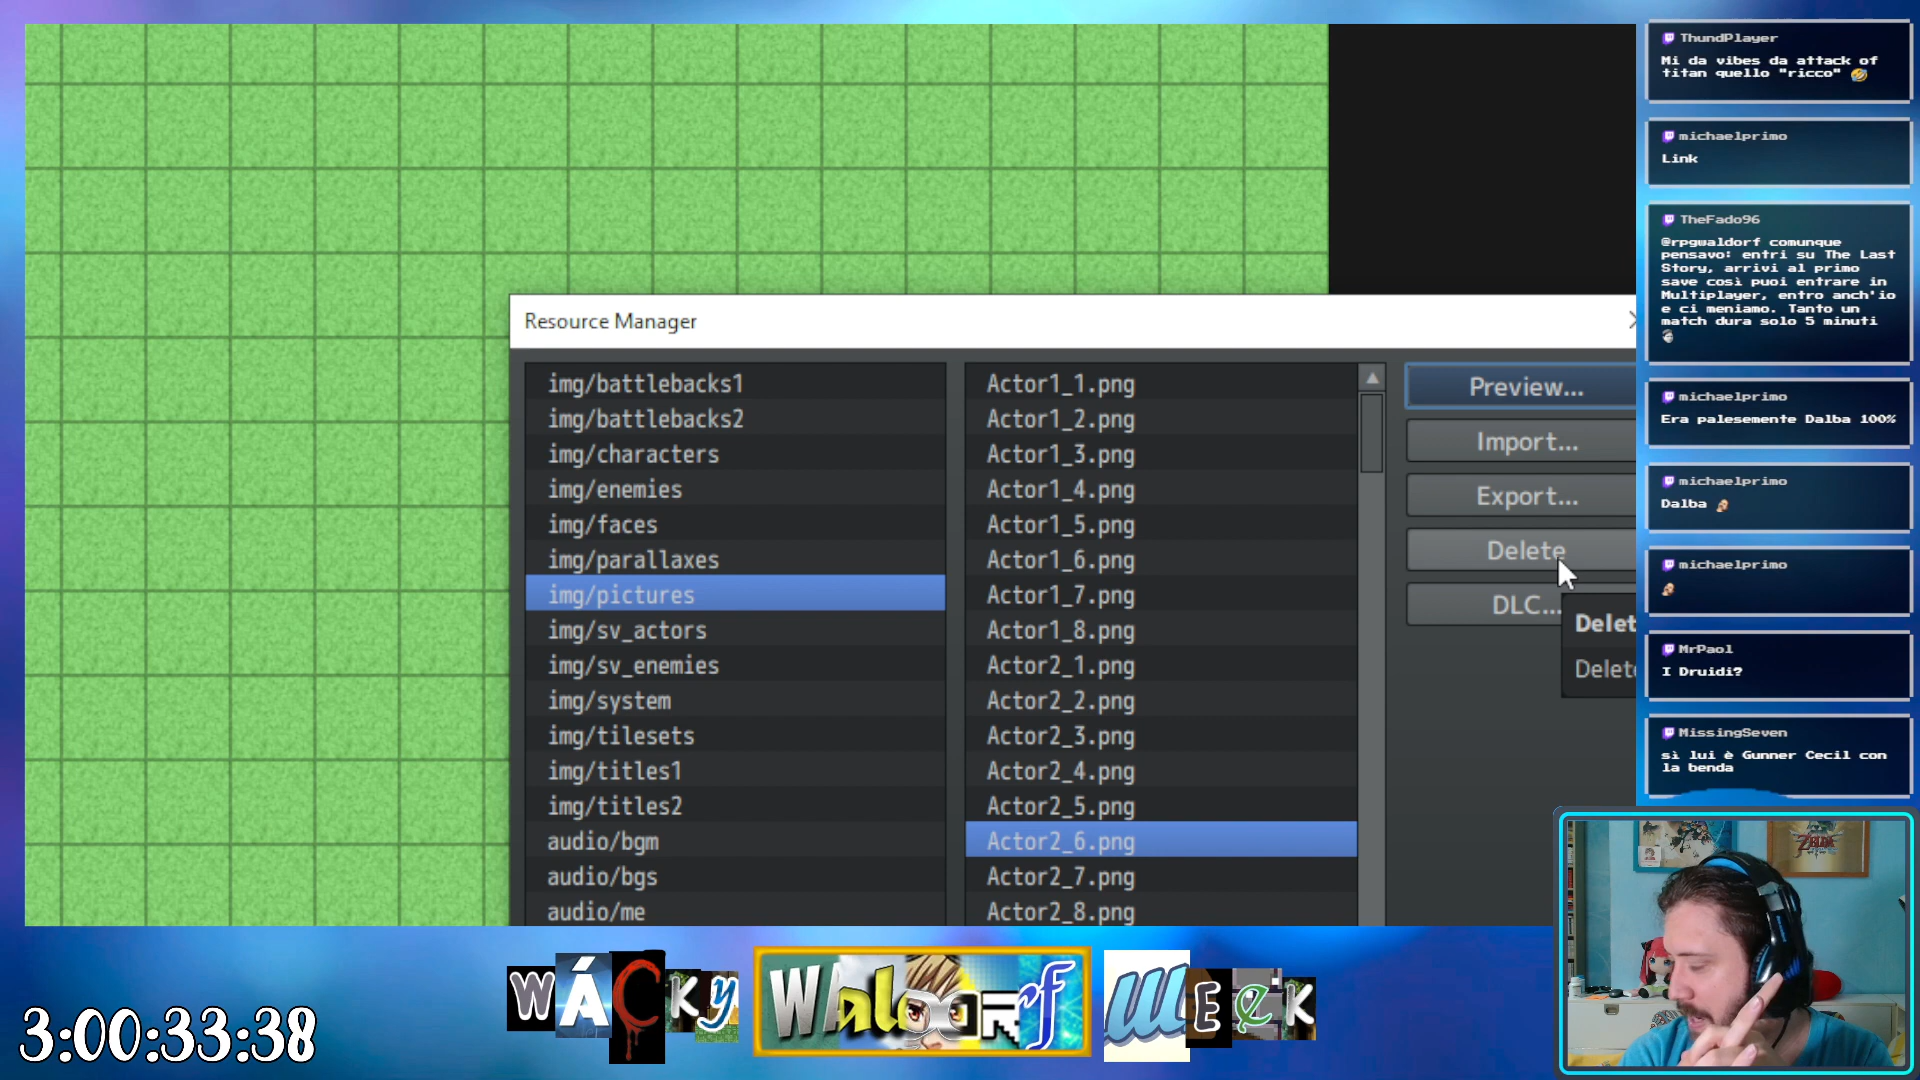 Resource Manager
img/battlebacks1
img/battlebacks2
img/characters
img/enemies
img/faces
img/parallaxes
img/pictures
img/sv_actors
img/sv_enemies
img/system
img/tilesets
img/titles1
img/titles2
audio/bgm
audio/bgs
audio/me
Actor1_1.png
Actor1_2.png
Actor1_3.png
Actor1_4.png
Actor1_5.png
Actor1_6.png
Actor1_7.png
Actor1_8.png
Actor2_1.png
Actor2_2.png
Actor2_3.png
Actor2_4.png
Actor2_5.png
Actor2_6.png
Actor2_7.png
Actor2_8.png
Preview...
Import...
Export...
Delete
DLC...
Delet
Delet
ThundPlayer
Mi da vibes da attack of
titan quello "ricco"
michaelprimo
Link
TheFado96
@rpgwaldorf comunque
pensavo: entri su The Last
Story, arrivi al primo
save così puoi entrare in
Multiplayer, entro anch'io
e ci meniamo. Tanto un
match dura solo 5 minuti
michaelprimo
Era palesemente Dalba 100%
michaelprimo
Dalba
michaelprimo
MrPaol
I Druidi?
MissingSeven
sì lui è Gunner Cecil con
la benda
ZELDA
3:00:33:38
WÁCKy
Waldorf
WEEK